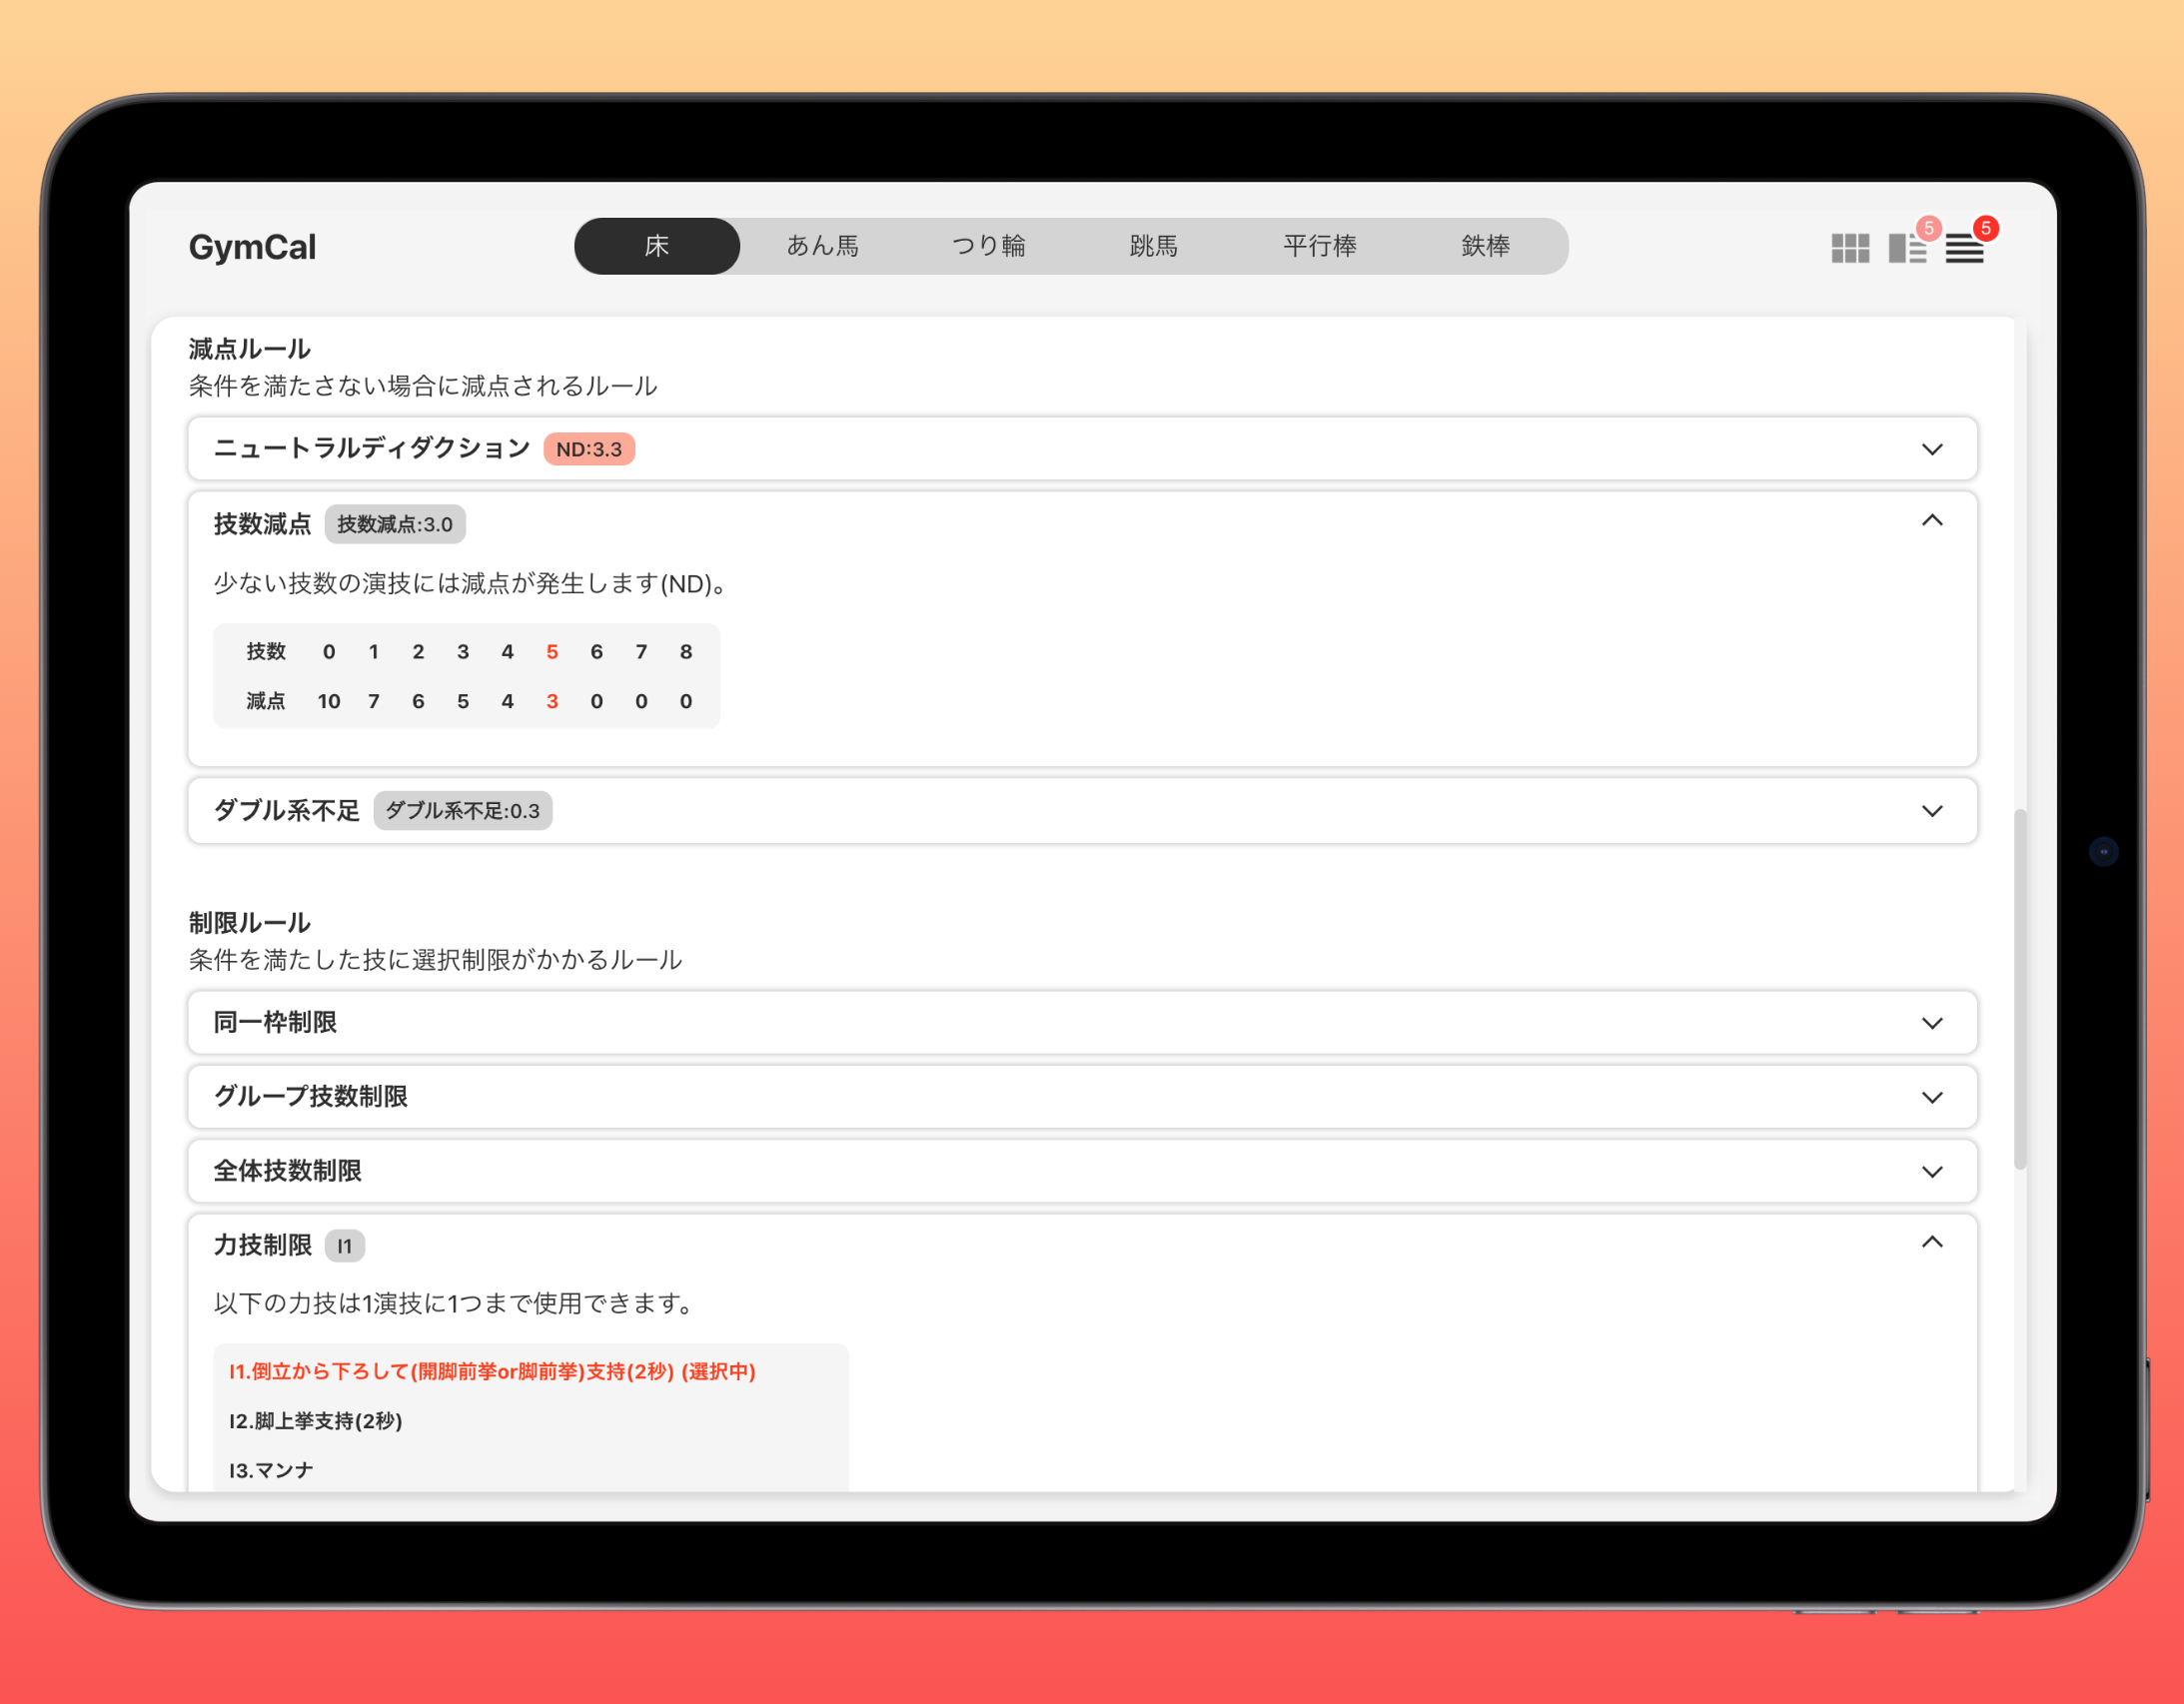 GymCal
床 あん馬 つり輪 跳馬 平行棒 鉄棒
5 5
減点ルール
条件を満たさない場合に減点されるルール
ニュートラルディダクション ND:3.3
技数減点 技数減点:3.0
少ない技数の演技には減点が発生します(ND)。
技数 0 1 2 3 4 5 6 7 8
減点 10 7 6 5 4 3 0 0 0
ダブル系不足 ダブル系不足:0.3
制限ルール
条件を満たした技に選択制限がかかるルール
同一枠制限
グループ技数制限
全体技数制限
力技制限 I1
以下の力技は1演技に1つまで使用できます。
I1.倒立から下ろして(開脚前挙or脚前挙)支持(2秒) (選択中)
I2.脚上挙支持(2秒)
I3.マンナ